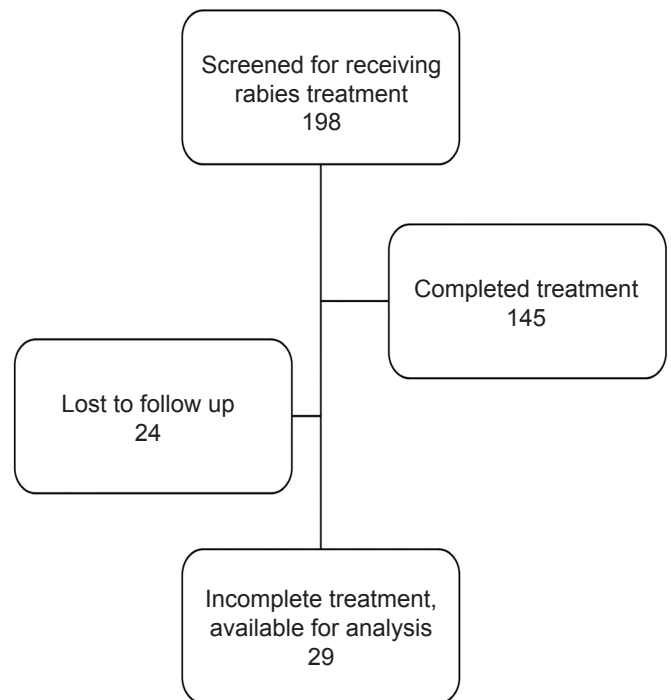 Screened for receiving
rabies treatment
198
Completed treatment
145
Lost to follow up
24
Incomplete treatment,
available for analysis
29